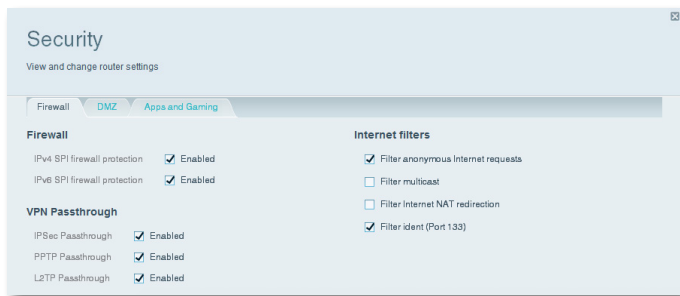 Security
View and change router settings
Firewall
DMZ
Apps and Gaming
Firewall
IPv4 SPI firewall protection Enabled
IPv6 SPI firewall protection Enabled
VPN Passthrough
IPSec Passthrough Enabled
PPTP Passthrough Enabled
L2TP Passthrough Enabled
Internet filters
Filter anonymous Internet requests
Filter multicast
Filter Internet NAT redirection
Filter ident (Port 133)